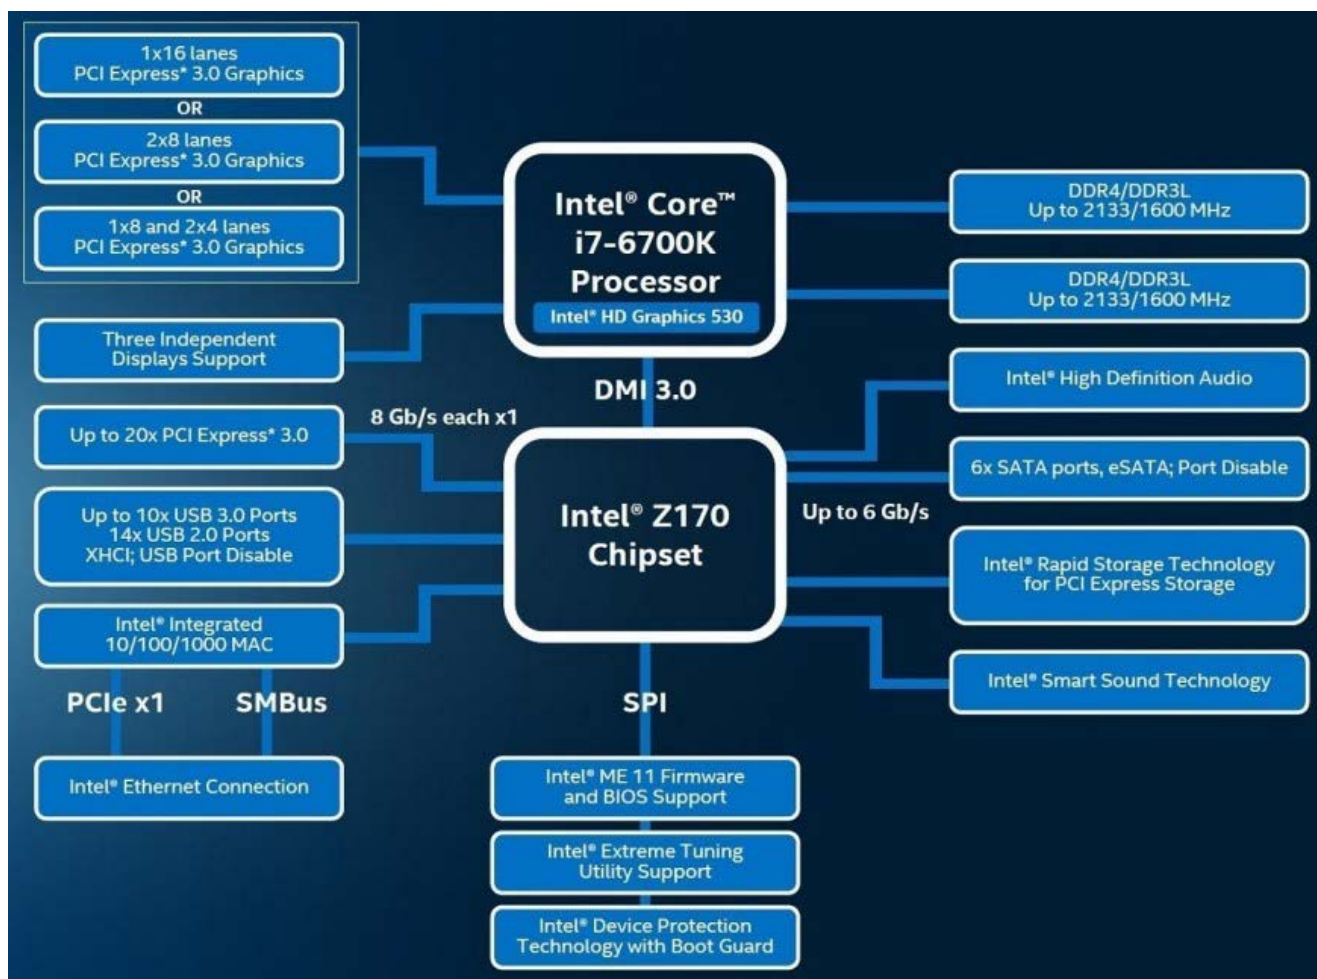 1x16 lanes
PCI Express* 3.0 Graphics
OR
2x8 lanes
PCI Express* 3.0 Graphics
OR
1x8 and 2x4 lanes
PCI Express* 3.0 Graphics
Three Independent
Displays Support
Up to 20x PCI Express* 3.0
8 Gb/s each x1
Up to 10x USB 3.0 Ports
14x USB 2.0 Ports
XHCI; USB Port Disable
Intel® Integrated
10/100/1000 MAC
PCIe x1
SMBus
Intel® Ethernet Connection
Intel® Core™
i7-6700K
Processor
Intel® HD Graphics 530
DMI 3.0
Intel® Z170
Chipset
SPI
Intel® ME 11 Firmware
and BIOS Support
Intel® Extreme Tuning
Utility Support
Intel® Device Protection
Technology with Boot Guard
DDR4/DDR3L
Up to 2133/1600 MHz
DDR4/DDR3L
Up to 2133/1600 MHz
Intel® High Definition Audio
6x SATA ports, eSATA; Port Disable
Up to 6 Gb/s
Intel® Rapid Storage Technology
for PCI Express Storage
Intel® Smart Sound Technology